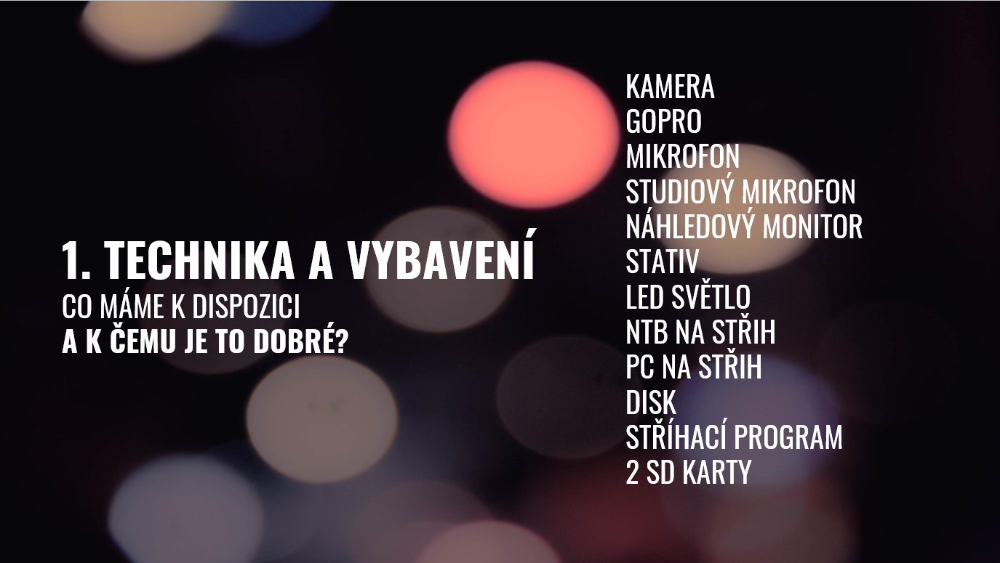 1. TECHNIKA A VYBAVENÍ
CO MÁME K DISPOZICI
A K ČEMU JE TO DOBRÉ?
KAMERA
GOPRO
MIKROFON
STUDIOVÝ MIKROFON
NÁHLEDOVÝ MONITOR
STATIV
LED SVĚTLO
NTB NA STŘIH
PC NA STŘIH
DISK
STŘÍHACÍ PROGRAM
2 SD KARTY